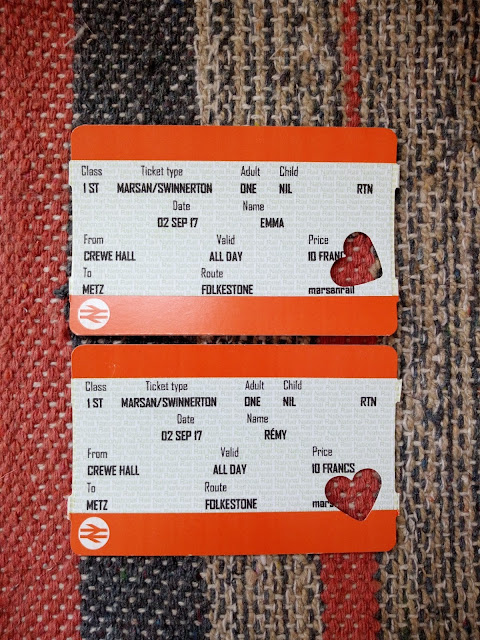 Class Ticket type Adult Child
1 ST MARSAN/SWINNERTON ONE NIL RTN
Date Name
02 SEP 17 EMMA
From Valid Price
CREWE HALL ALL DAY 10
To Route
METZ FOLKESTONE marsanrail
Class Ticket type Adult Child
1 ST MARSAN/SWINNERTON ONE NIL RTN
Date Name
02 SEP 17 RÉMY
From Valid Price
CREWE HALL ALL DAY 10 FRANCS
To Route
METZ FOLKESTONE